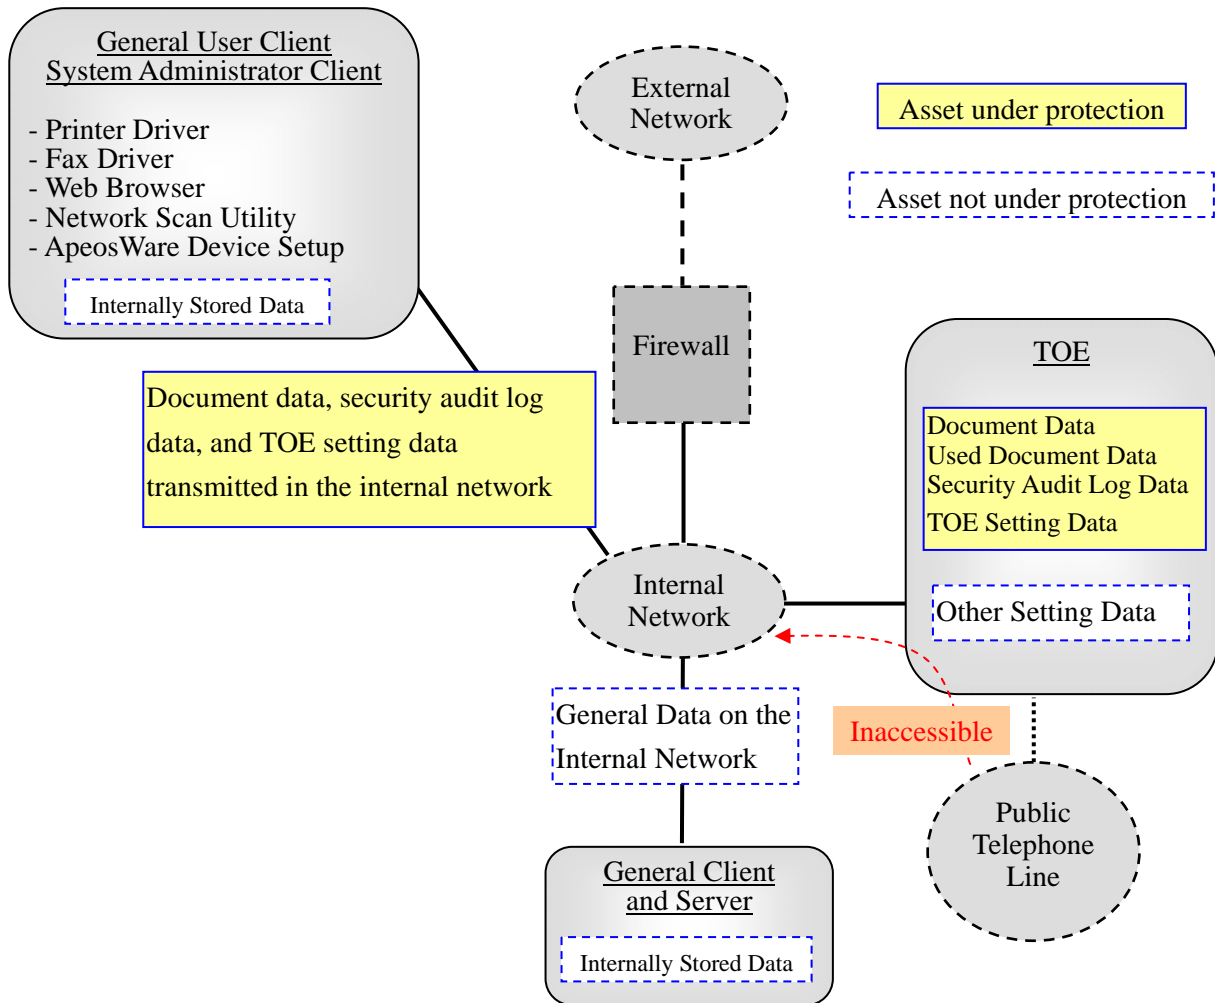 General User Client
System Administrator Client
- Printer Driver
- Fax Driver
- Web Browser
- Network Scan Utility
- ApeosWare Device Setup
Internally Stored Data
External
Network
Asset under protection
Asset not under protection
Firewall
Document data, security audit log
data, and TOE setting data
transmitted in the internal network
TOE
Document Data
Used Document Data
Security Audit Log Data
TOE Setting Data
Other Setting Data
Internal
Network
General Data on the
Internal Network
Inaccessible
Public
Telephone
Line
General Client
and Server
Internally Stored Data